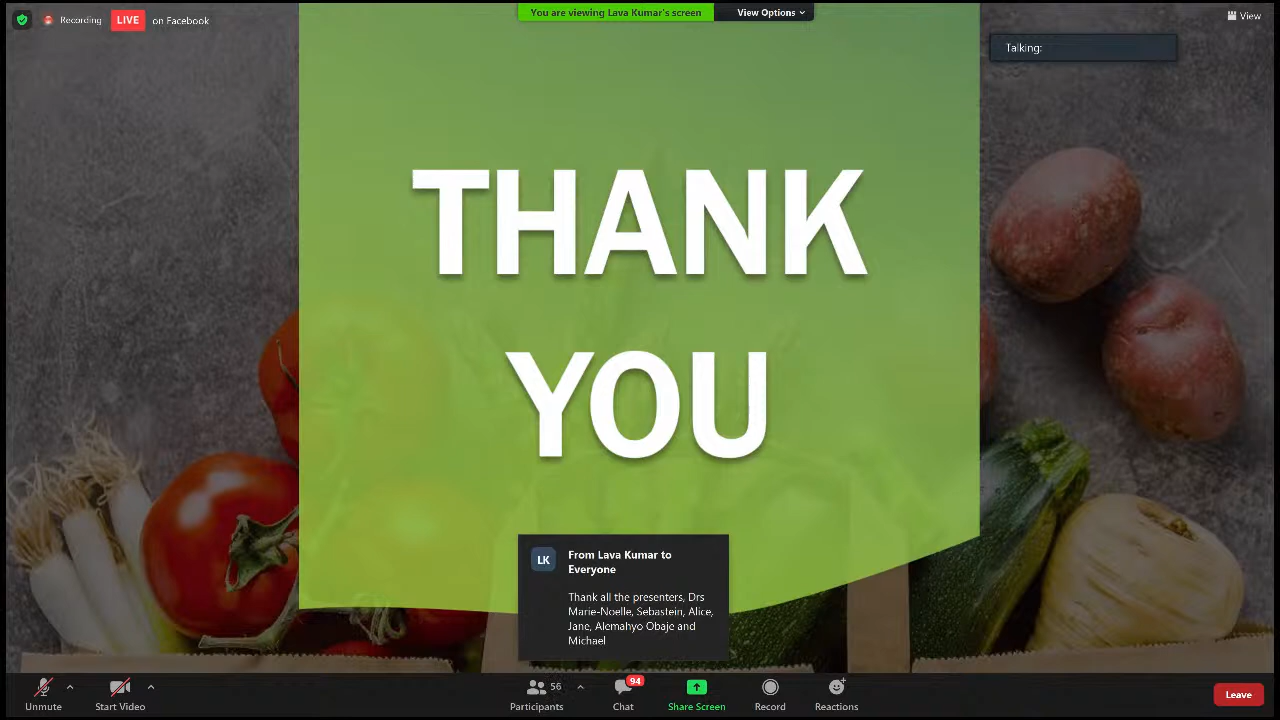 Recording LIVE on Facebook
You are viewing Lava Kumar's screen View Options
View
Talking:
THANK
YOU
LK
From Lava Kumar to
Everyone
Thank all the presenters, Drs
Marie-Noelle, Sebastein, Alice,
Jane, Alemahyo Obaje and
Michael
Unmute
Start Video
56
Participants
94
Chat
Share Screen
Record
Reactions
Leave